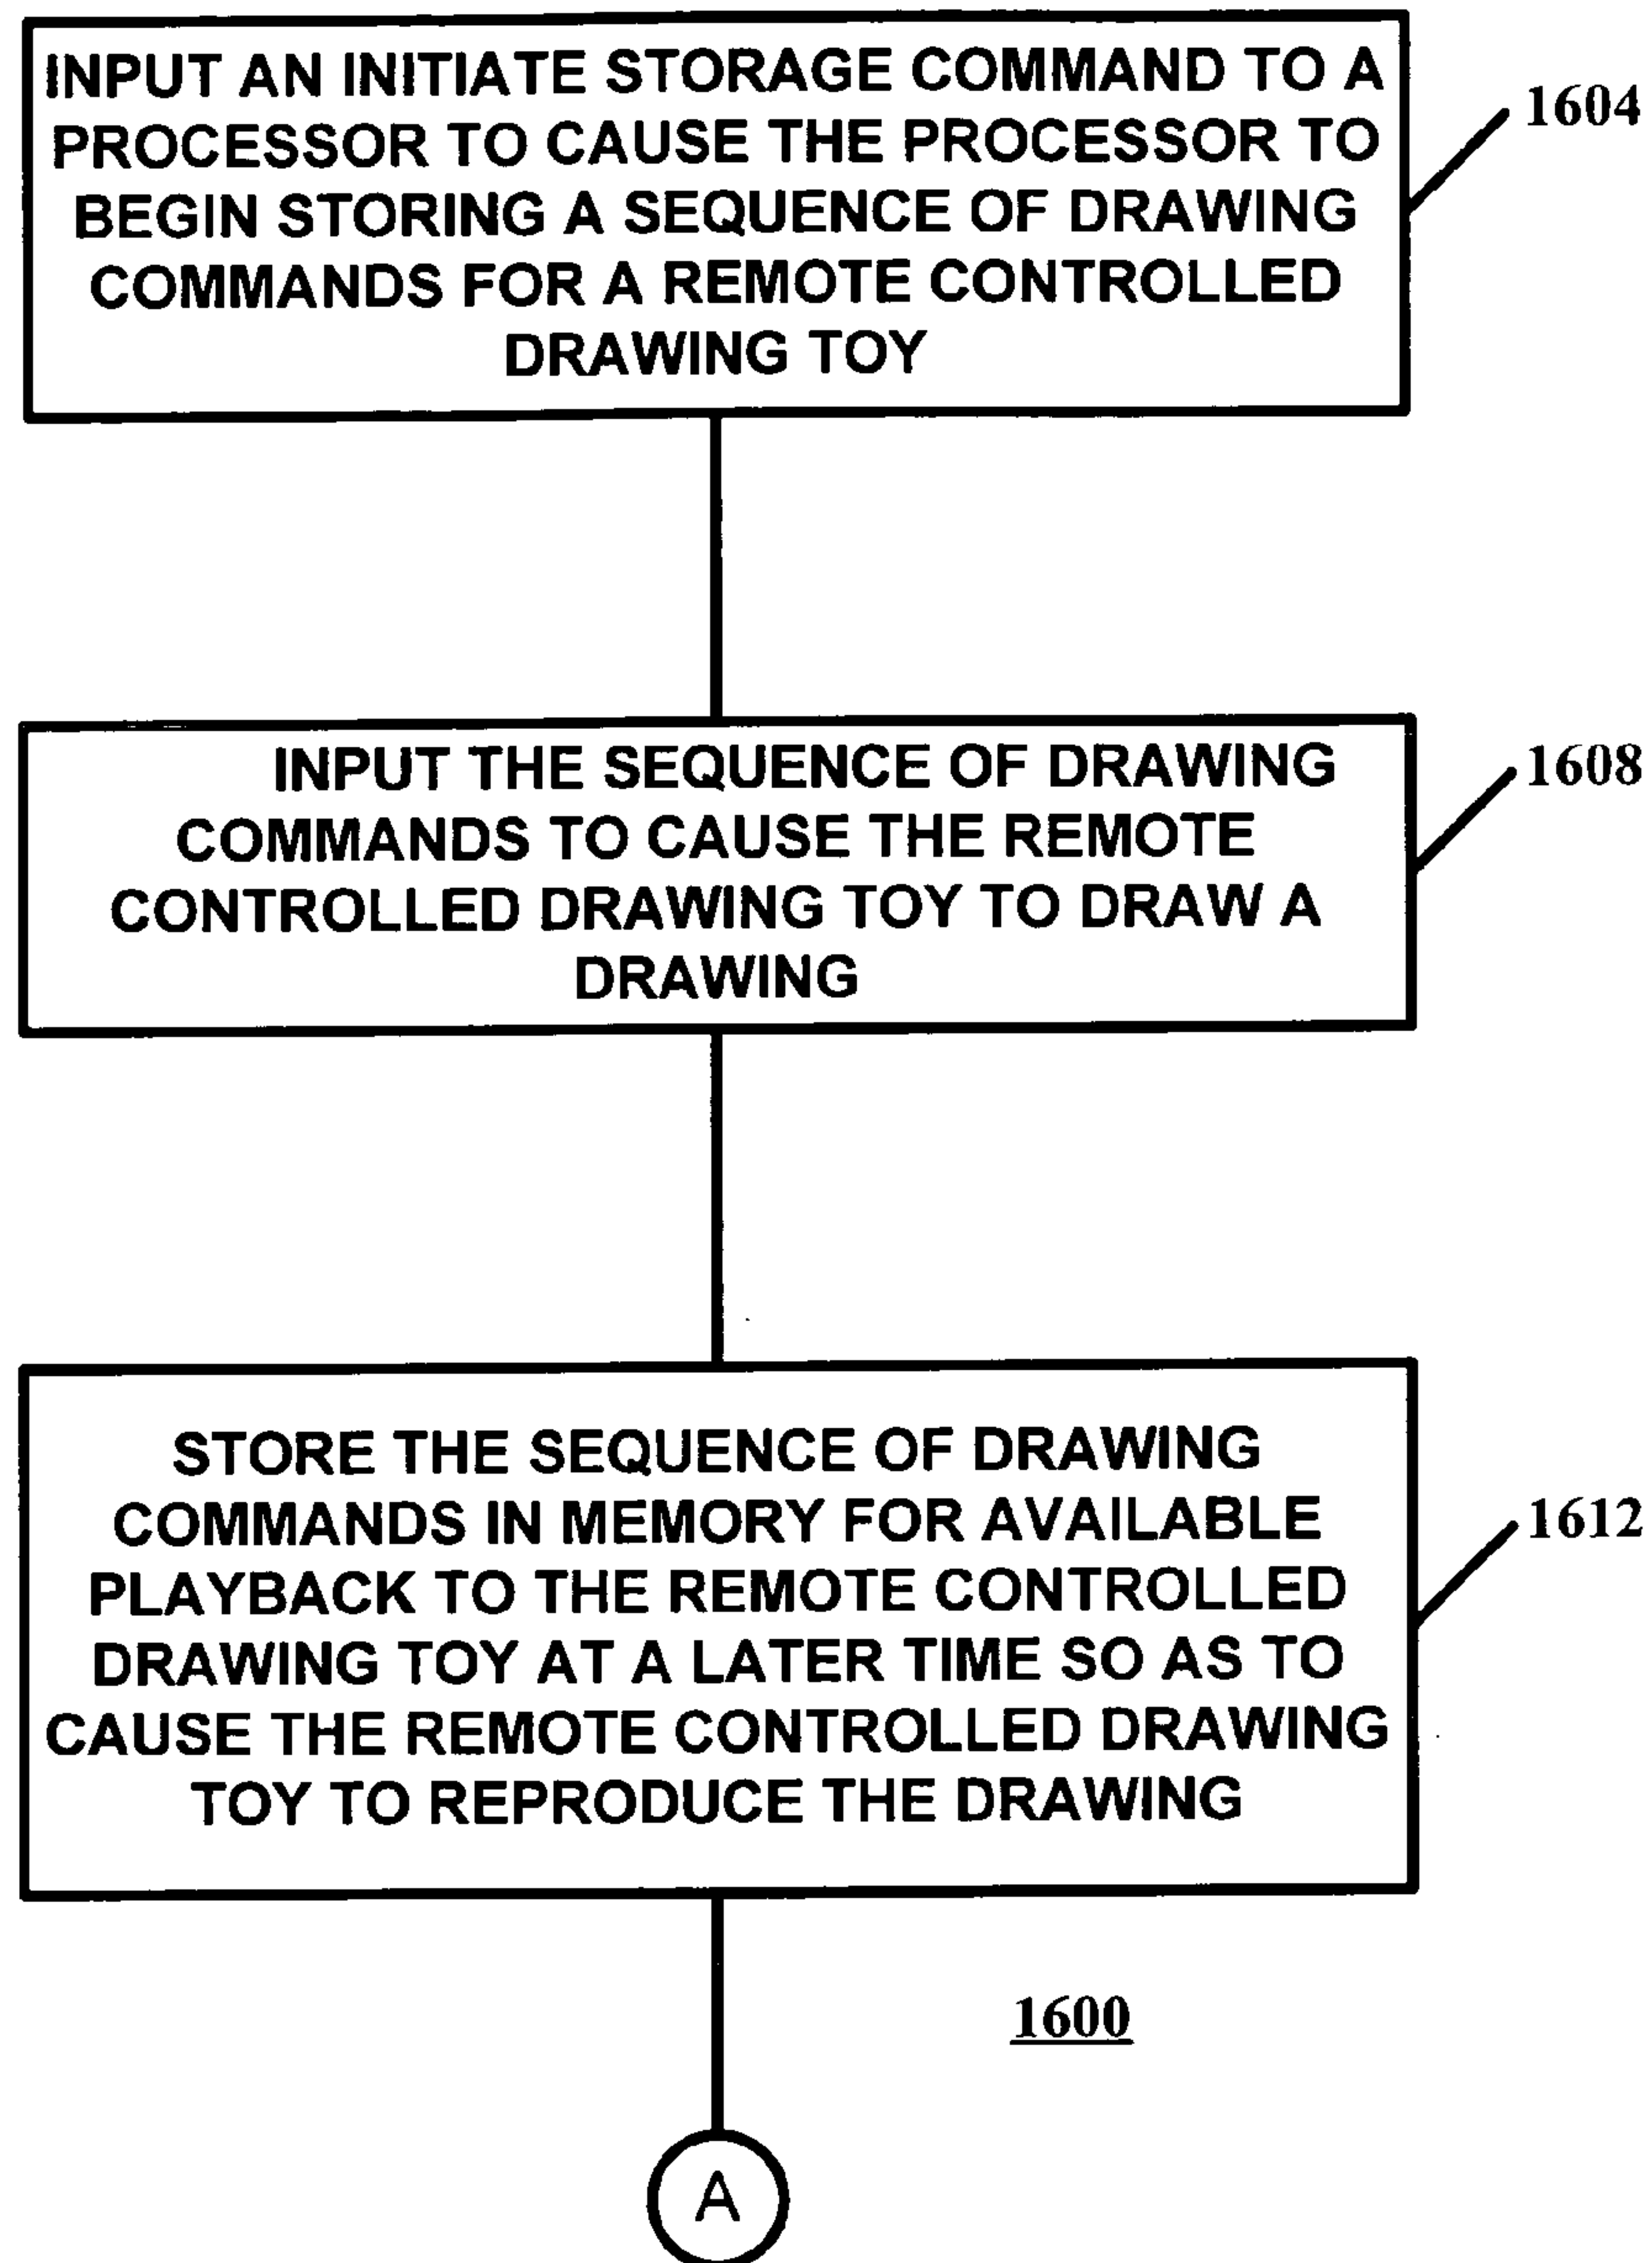 INPUT AN INITIATE STORAGE COMMAND TO A
PROCESSOR TO CAUSE THE PROCESSOR TO
BEGIN STORING A SEQUENCE OF DRAWING
COMMANDS FOR A REMOTE CONTROLLED
DRAWING TOY
1604
INPUT THE SEQUENCE OF DRAWING
COMMANDS TO CAUSE THE REMOTE
CONTROLLED DRAWING TOY TO DRAW A
DRAWING
1608
STORE THE SEQUENCE OF DRAWING
COMMANDS IN MEMORY FOR AVAILABLE
PLAYBACK TO THE REMOTE CONTROLLED
DRAWING TOY AT A LATER TIME SO AS TO
CAUSE THE REMOTE CONTROLLED DRAWING
TOY TO REPRODUCE THE DRAWING
1612
1600
A